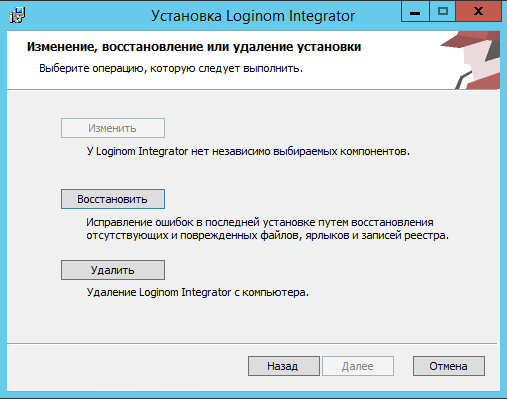 Установка Loginom Integrator
Изменение, восстановление или удаление установки
Выберите операцию, которую следует выполнить.
Изменить
У Loginom Integrator нет независимо выбираемых компонентов.
Восстановить
Исправление ошибок в последней установке путем восстановления
отсутствующих и поврежденных файлов, ярлыков и записей реестра.
Удалить
Удаление Loginom Integrator с компьютера.
Назад
Далее
Отмена